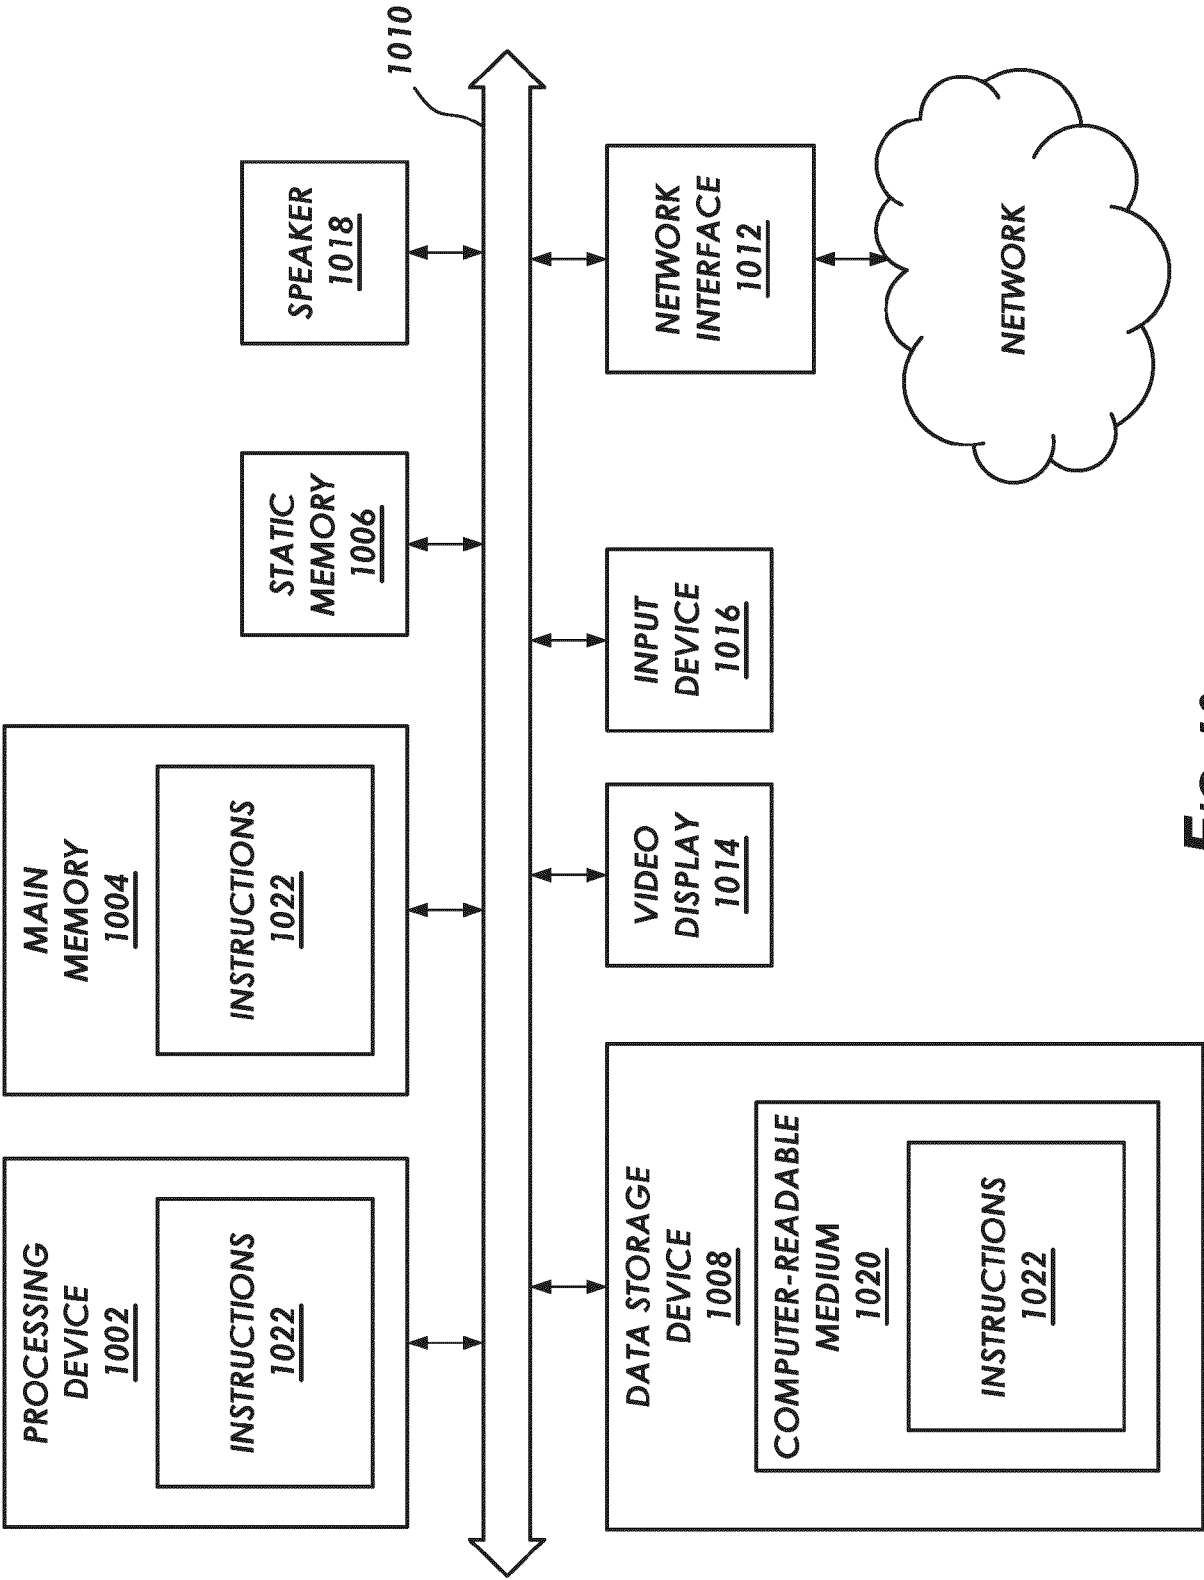 PROCESSING
DEVICE
1002
INSTRUCTIONS
1022
MAIN
MEMORY
1004
INSTRUCTIONS
1022
STATIC
MEMORY
1006
SPEAKER
1018
1010
DATA STORAGE
DEVICE
1008
COMPUTER-READABLE
MEDIUM
1020
INSTRUCTIONS
1022
VIDEO
DISPLAY
1014
INPUT
DEVICE
1016
NETWORK
INTERFACE
1012
NETWORK
FIG.